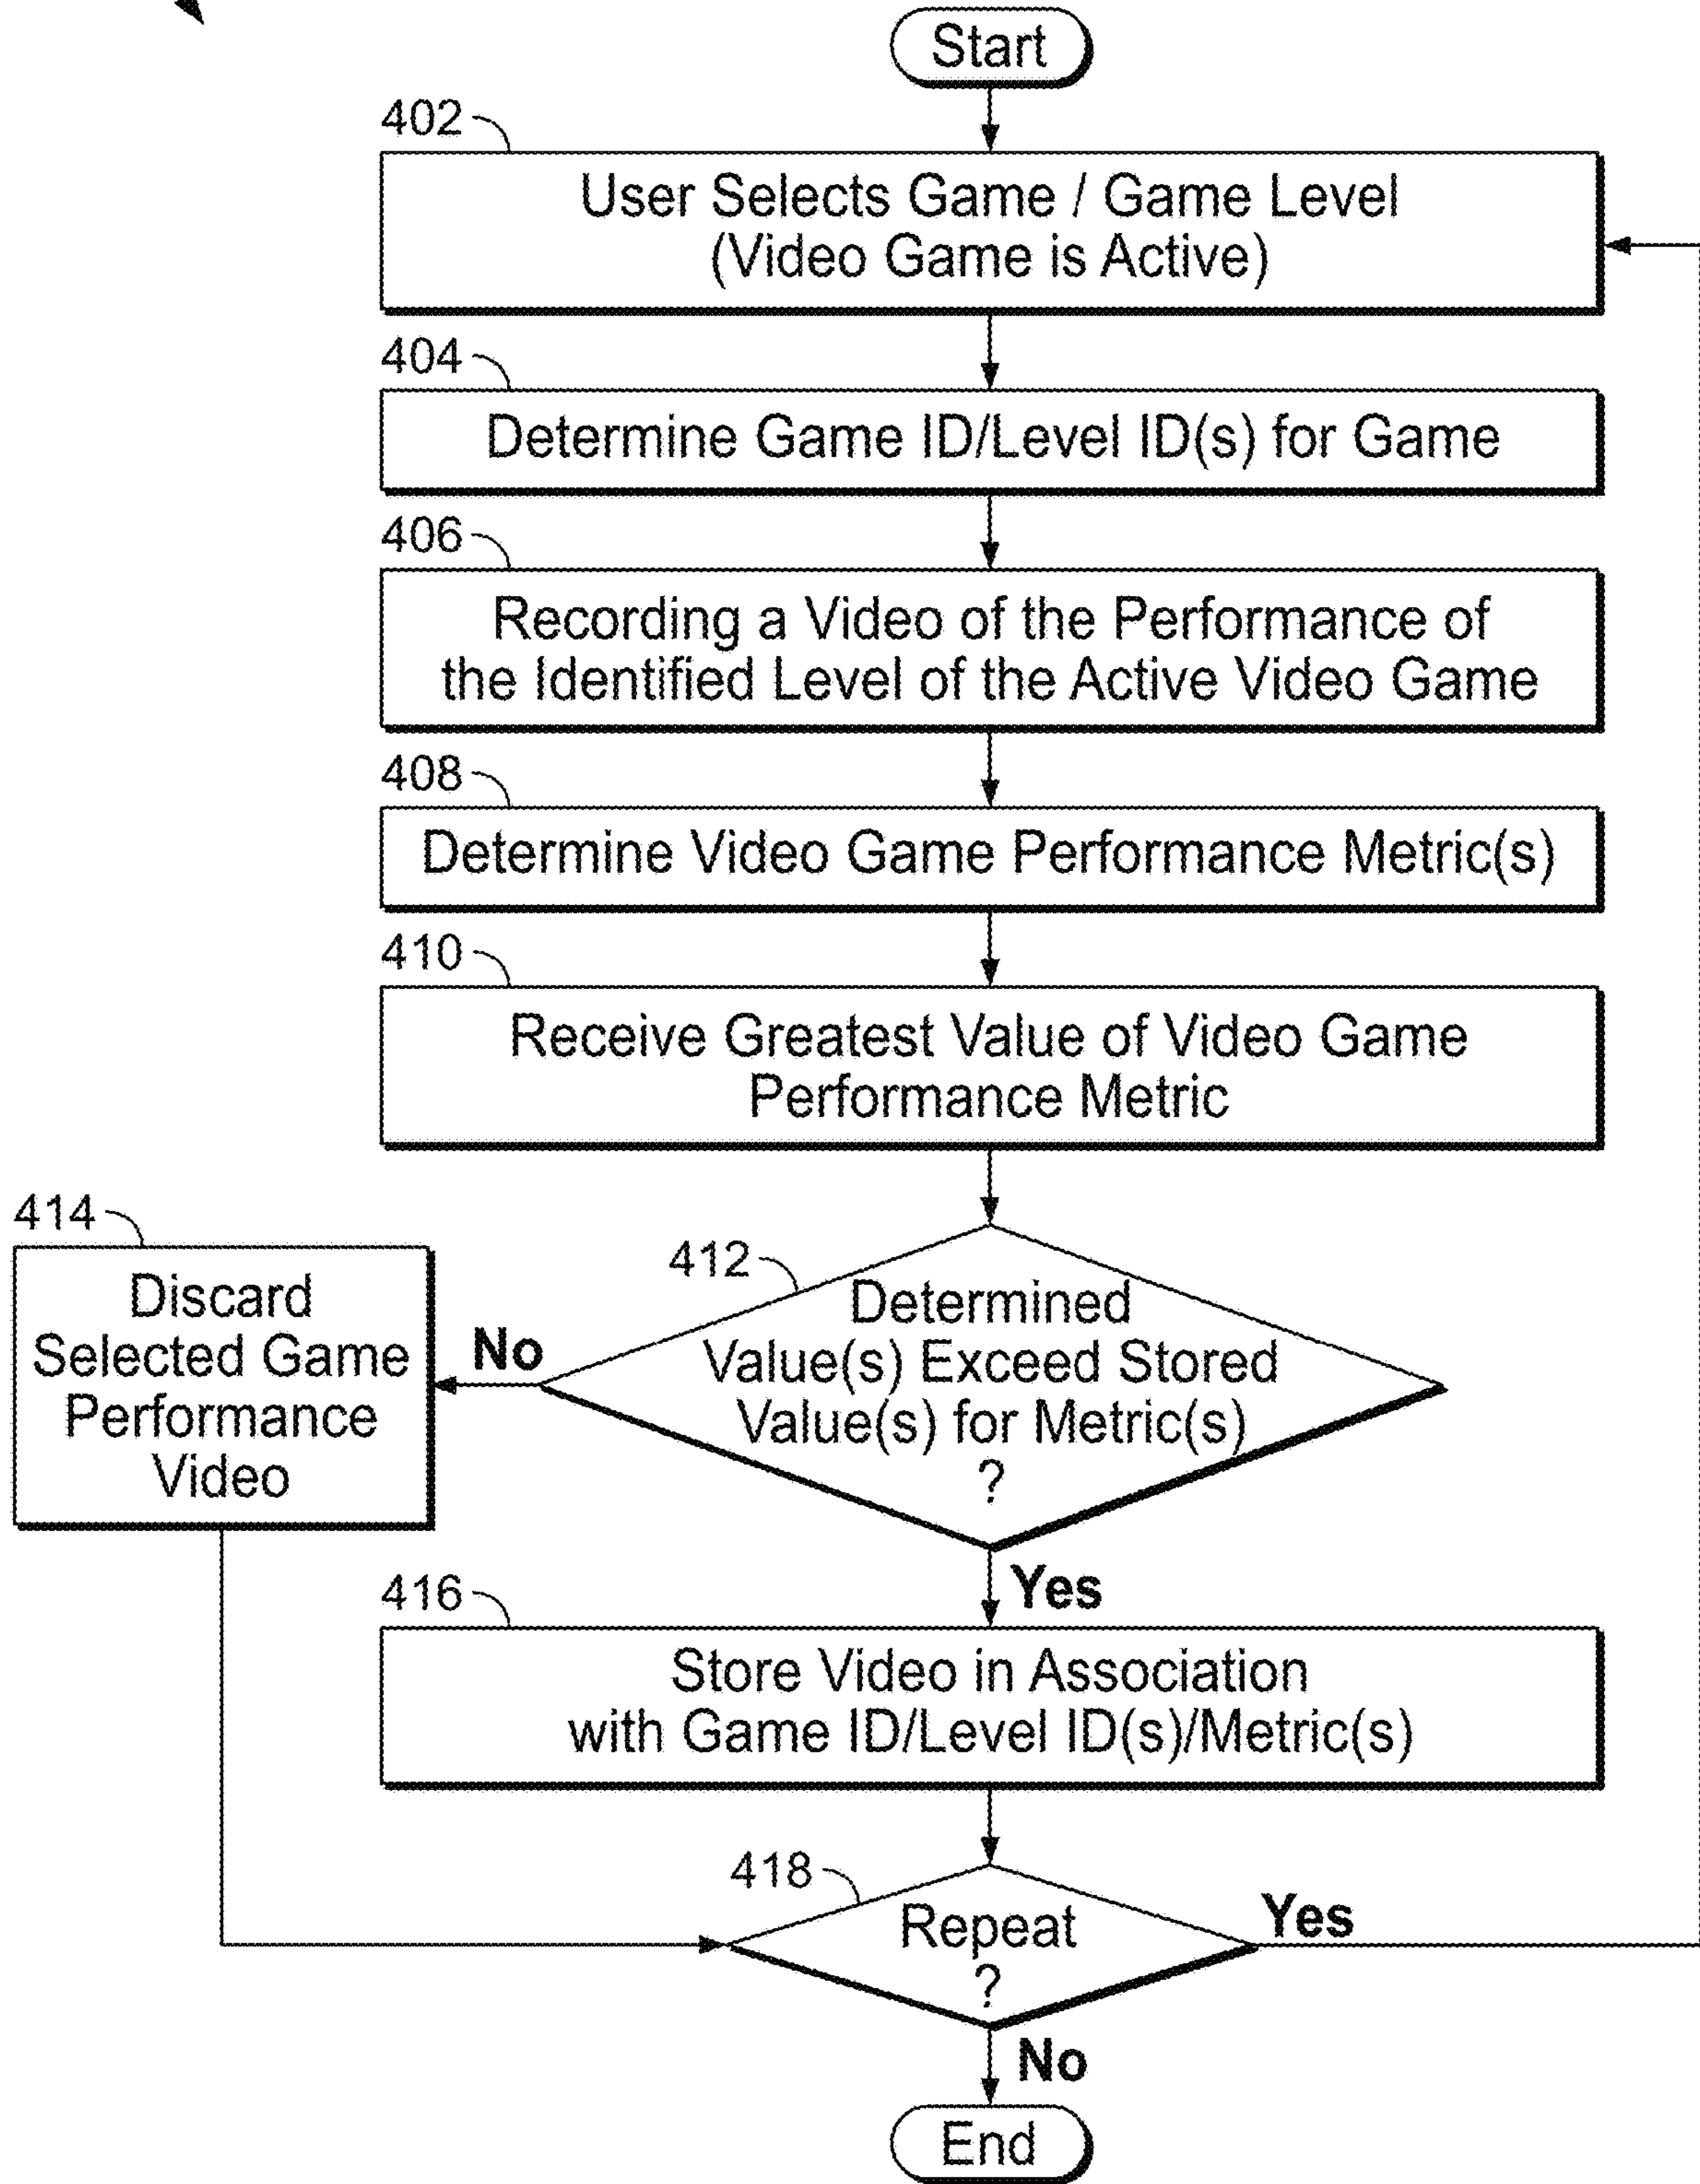 Start
402
User Selects Game / Game Level
(Video Game is Active)
404
Determine Game ID/Level ID(s) for Game
406
Recording a Video of the Performance of
the Identified Level of the Active Video Game
408
Determine Video Game Performance Metric(s)
410
Receive Greatest Value of Video Game
Performance Metric
412
Determined
Value(s) Exceed Stored
Value(s) for Metric(s)
?
No
414
Discard
Selected Game
Performance
Video
Yes
416
Store Video in Association
with Game ID/Level ID(s)/Metric(s)
418
Repeat
?
Yes
No
End